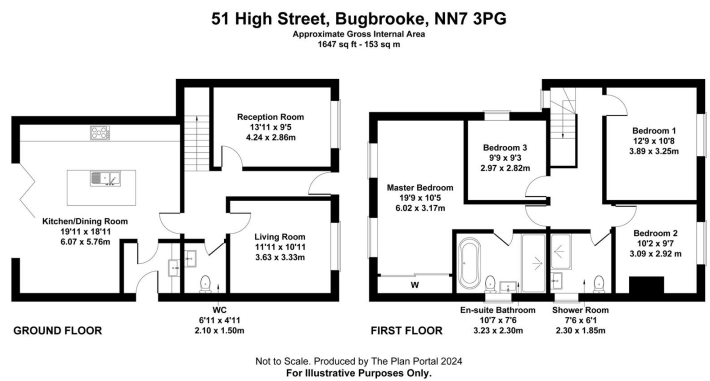 51 High Street, Bugbrooke, NN7 3PG
Approximate Gross Internal Area
1647 sq ft - 153 sq m
Reception Room
13'11 x 9'5
4.24 x 2.86m
Kitchen/Dining Room
19'11 x 18'11
6.07 x 5.76m
Living Room
11'11 x 10'11
3.63 x 3.33m
WC
6'11 x 4'11
2.10 x 1.50m
GROUND FLOOR
Bedroom 3
9'9 x 9'3
2.97 x 2.82m
Bedroom 1
12'9 x 10'8
3.89 x 3.25m
Master Bedroom
19'9 x 10'5
6.02 x 3.17m
Bedroom 2
10'2 x 9'7
3.09 x 2.92 m
W
En-suite Bathroom
10'7 x 7'6
3.23 x 2.30m
Shower Room
7'6 x 6'1
2.30 x 1.85m
FIRST FLOOR
Not to Scale. Produced by The Plan Portal 2024
For Illustrative Purposes Only.